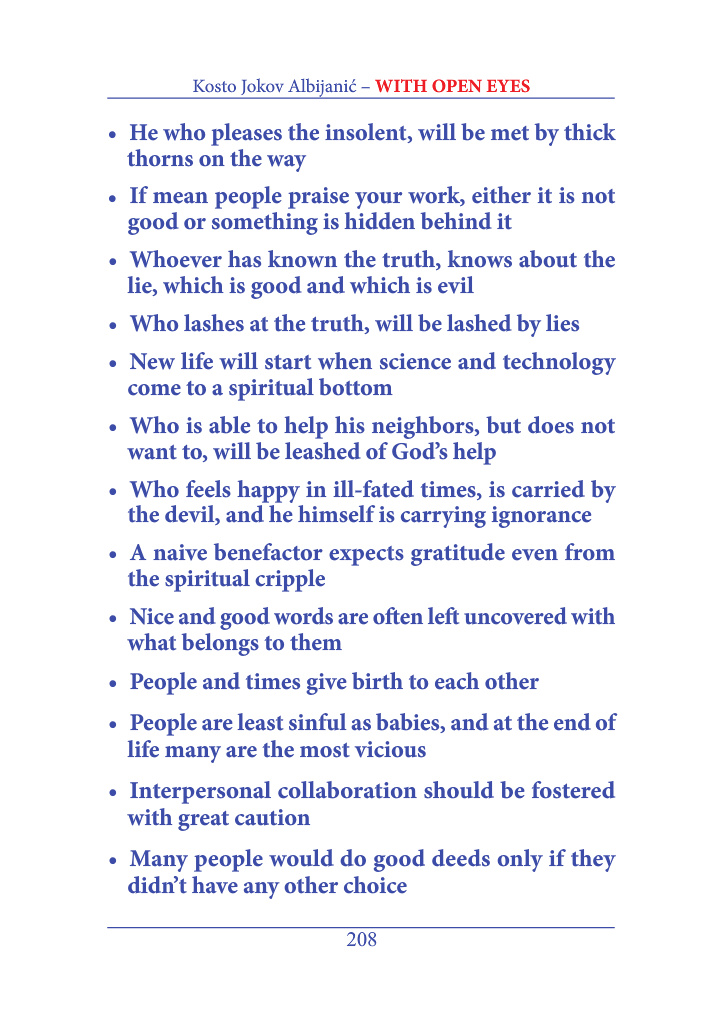 Kosto Jokov Albijanić – WITH OPEN EYES
• He who pleases the insolent, will be met by thick
thorns on the way
• If mean people praise your work, either it is not
good or something is hidden behind it
• Whoever has known the truth, knows about the
lie, which is good and which is evil
• Who lashes at the truth, will be lashed by lies
• New life will start when science and technology
come to a spiritual bottom
• Who is able to help his neighbors, but does not
want to, will be leashed of God’s help
• Who feels happy in ill-fated times, is carried by
the devil, and he himself is carrying ignorance
• A naive benefactor expects gratitude even from
the spiritual cripple
• Nice and good words are often left uncovered with
what belongs to them
• People and times give birth to each other
• People are least sinful as babies, and at the end of
life many are the most vicious
• Interpersonal collaboration should be fostered
with great caution
• Many people would do good deeds only if they
didn’t have any other choice
208